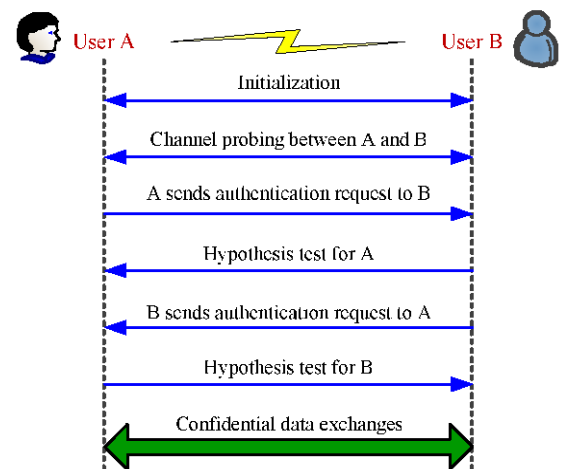 User A
User B
Initialization
Channel probing between A and B
A sends authentication request to B
Hypothesis test for A
B sends authentication request to A
Hypothesis test for B
Confidential data exchanges